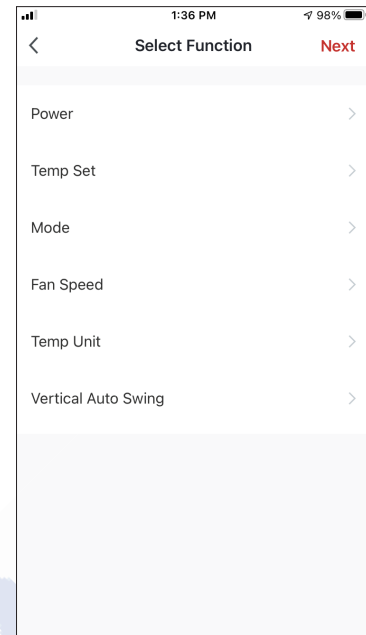 1:36 PM
98%
Select Function
Next
Power
Temp Set
Mode
Fan Speed
Temp Unit
Vertical Auto Swing